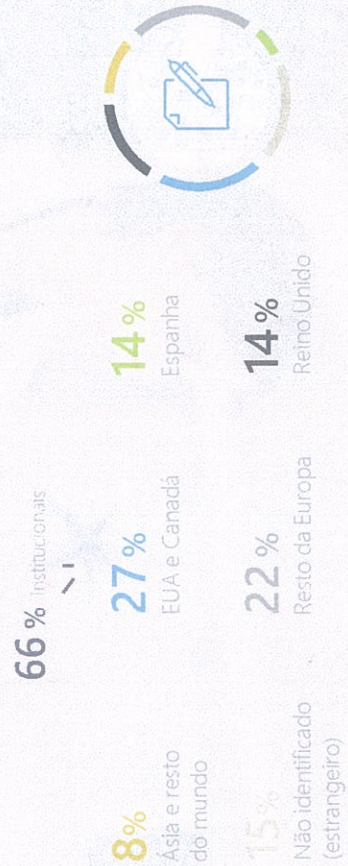 66% Institucionais
8%
Ásia e resto
do mundo
27%
EUA e Canadá
14%
Espanha
15%
Não identificado
(estrangeiro)
22%
Resto da Europa
14%
Reino Unido